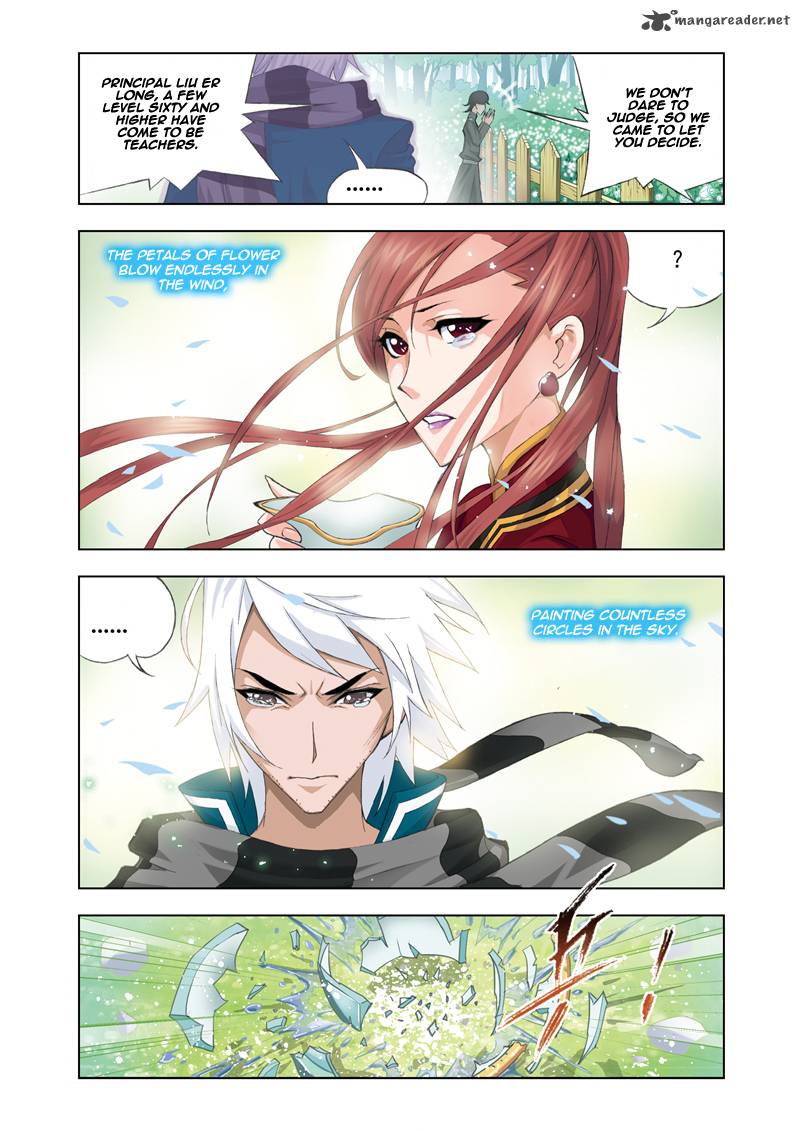 mangareader.net
PRINCIPAL LIU ER
LONG, A FEW
LEVEL SIXTY AND
HIGHER HAVE
COME TO BE
TEACHERS.
WE DON'T
DARE TO
JUDGE, SO WE
CAME TO LET
YOU DECIDE.
......
THE PETALS OF FLOWER
BLOW ENDLESSLY IN
THE WIND,
?
......
PAINTING COUNTLESS
CIRCLES IN THE SKY.